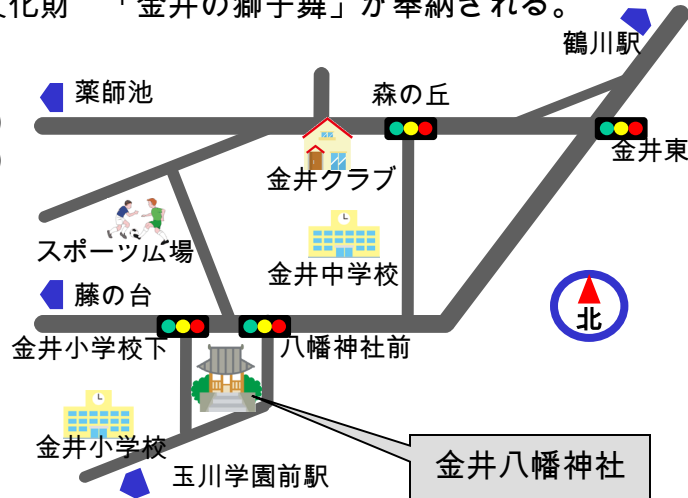 化財 「金井の獅子舞」が奉納される。
鶴川駅
薬師池
森の丘
金井東
金井クラブ
スポーツ広場
金井中学校
藤の台
北
金井小学校下
八幡神社前
金井小学校
金井八幡神社
玉川学園前駅